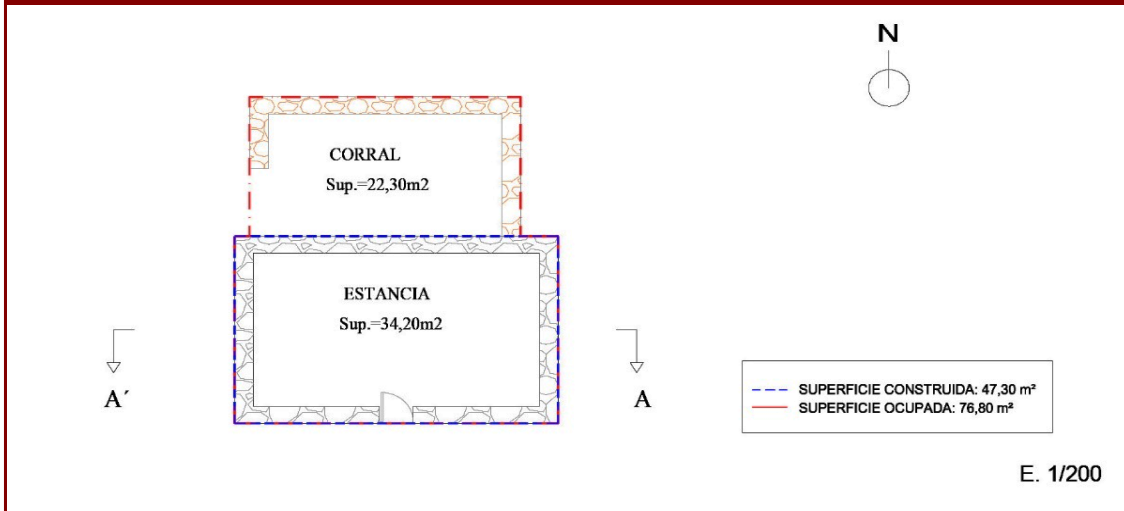 N
CORRAL
Sup.=22,30m2
ESTANCIA
Sup.=34,20m2
A´
A
SUPERFICIE CONSTRUIDA: 47,30 m²
SUPERFICIE OCUPADA: 76,80 m²
E. 1/200